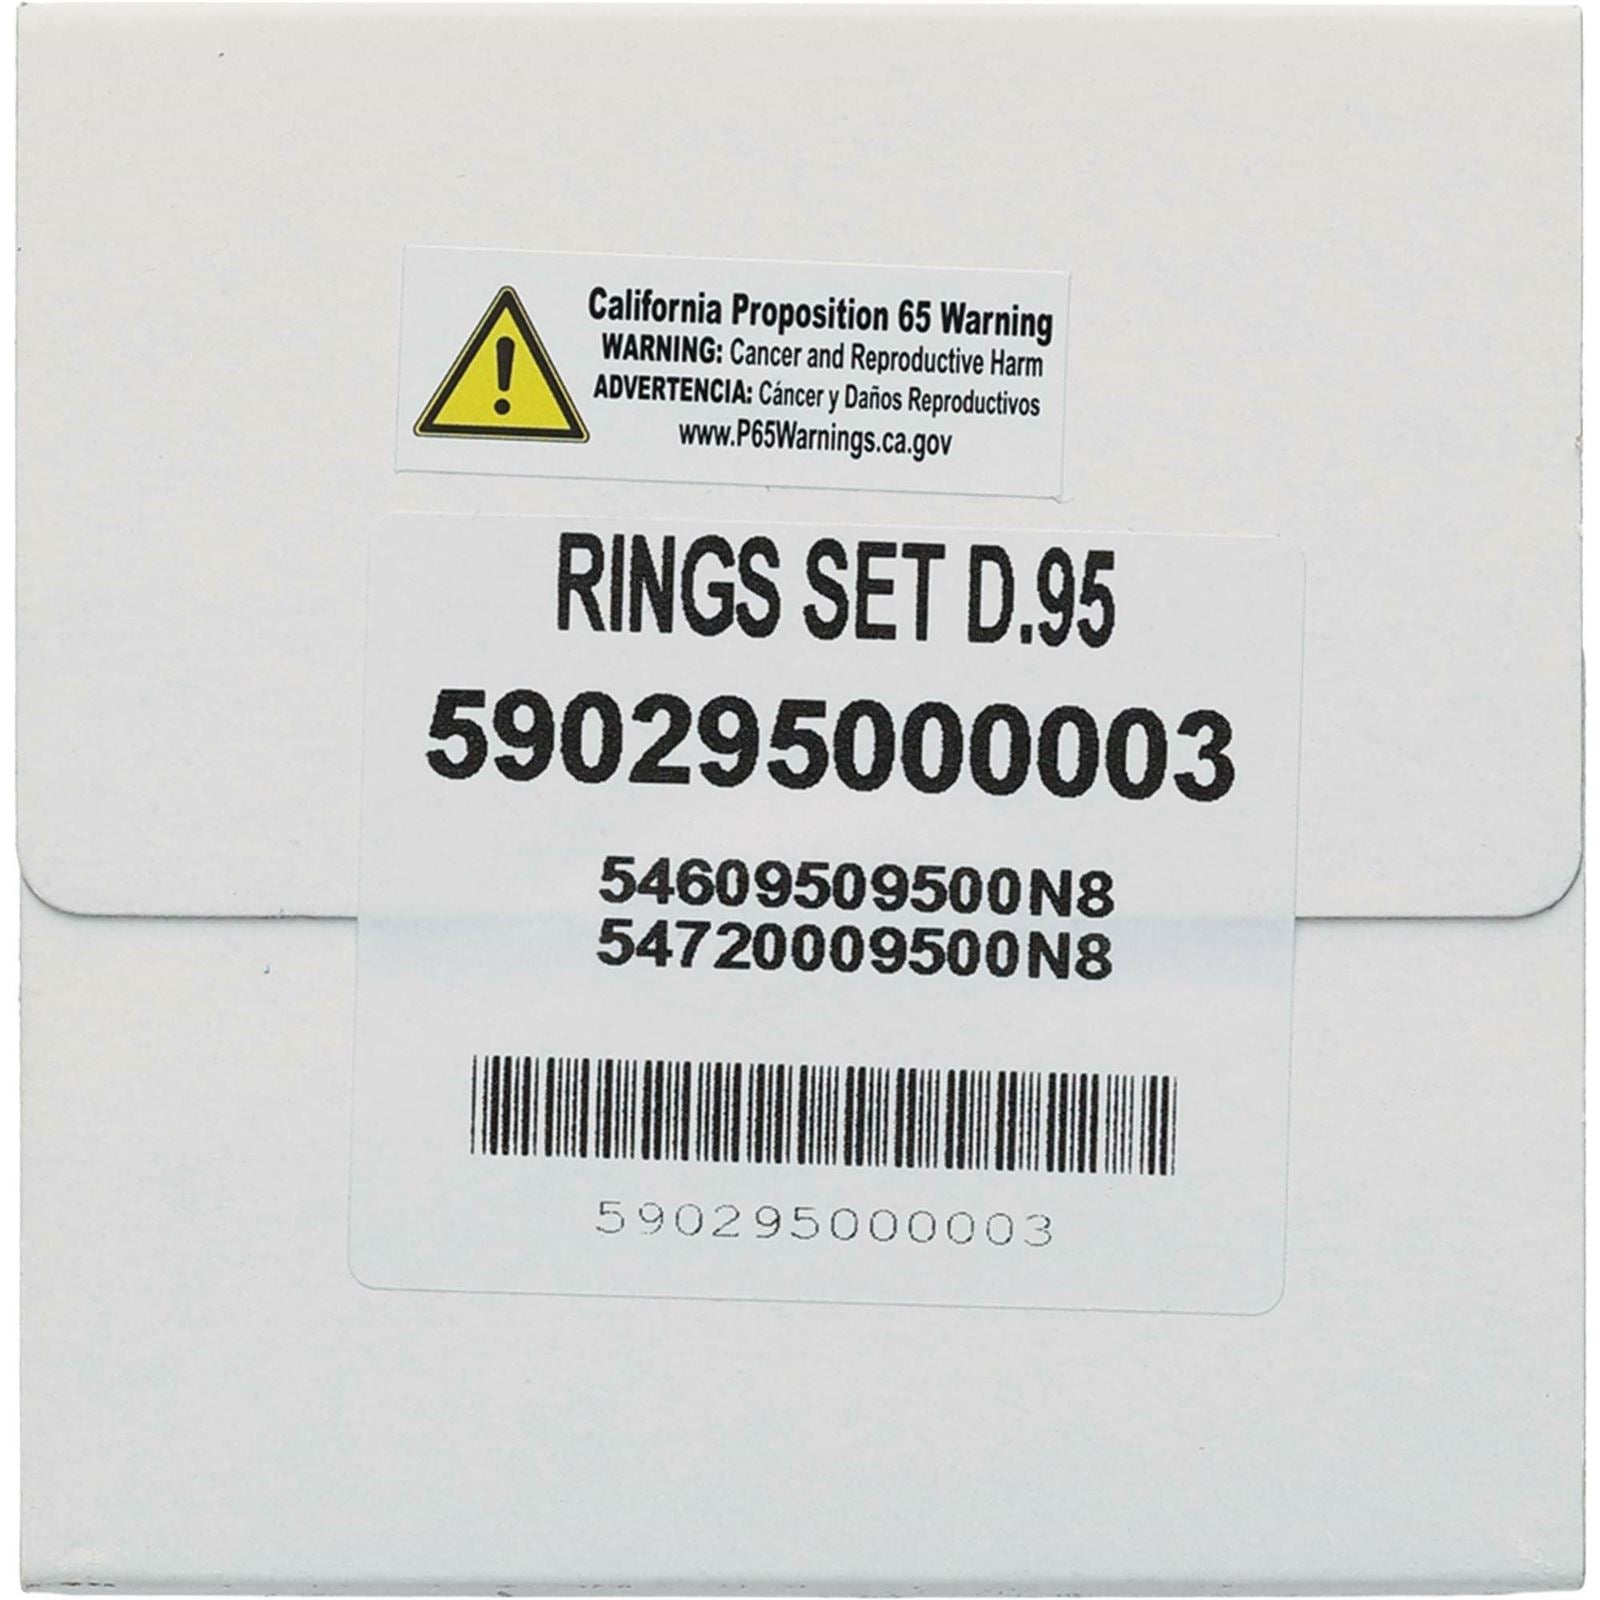 California Proposition 65 Warning
WARNING: Cancer and Reproductive Harm
ADVERTENCIA: Cáncer y Daños Reproductivos
www.P65Warnings.ca.gov
RINGS SET D.95
590295000003
54609509500N8
54720009500N8
590295000003